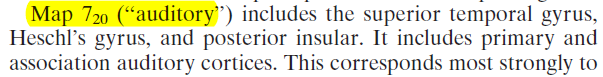 Map 7₂₀ (“auditory”) includes the superior temporal gyrus,
Heschl’s gyrus, and posterior insular. It includes primary and
association auditory cortices. This corresponds most strongly to